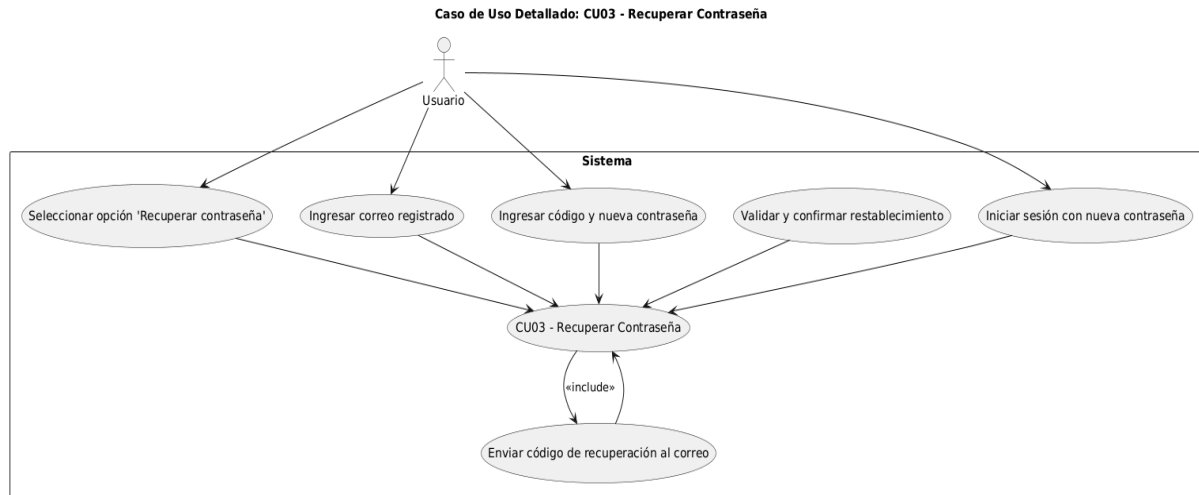 Caso de Uso Detallado: CU03 - Recuperar Contraseña
Usuario
Sistema
Seleccionar opción 'Recuperar contraseña'
Ingresar correo registrado
Ingresar código y nueva contraseña
Validar y confirmar restablecimiento
Iniciar sesión con nueva contraseña
CU03 - Recuperar Contraseña
«include»
Enviar código de recuperación al correo